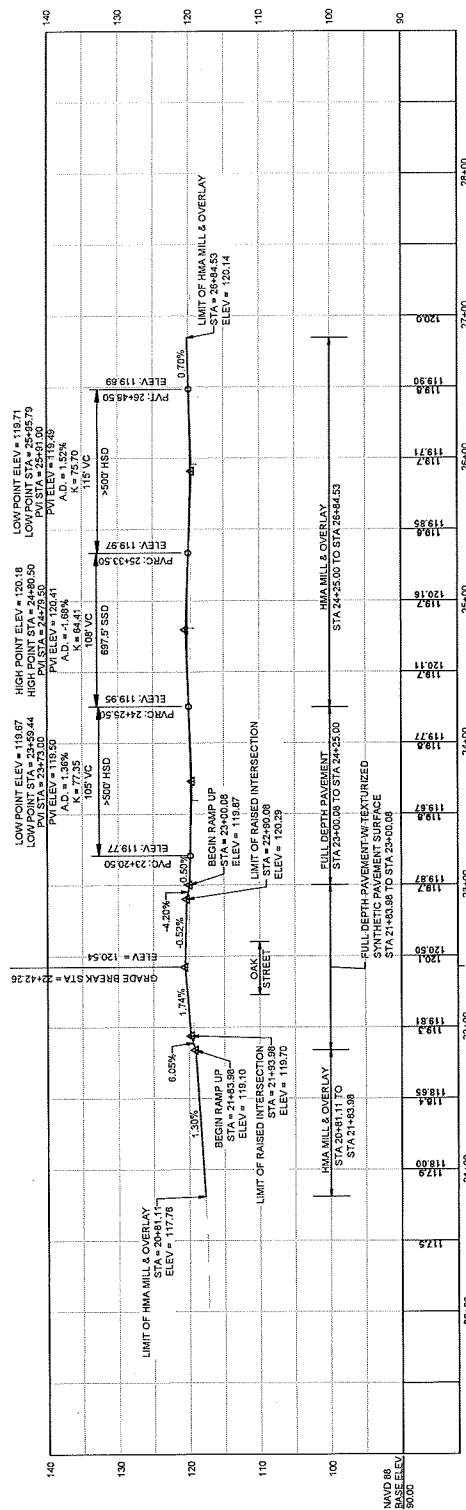 140
130
120
110
100
90
140
130
120
110
100
NAVD 88
BASE ELEV
90.00
LIMIT OF HMA MILL & OVERLAY
STA = 20+81.11
ELEV = 117.76
1.30%
BEGIN RAMP UP
STA = 21+83.98
ELEV = 119.10
6.05%
LIMIT OF RAISED INTERSECTION
STA = 21+93.98
ELEV = 119.70
1.74%
GRADE BREAK STA = 22+42.26
ELEV = 120.54
-0.52%
OAK
STREET
LIMIT OF RAISED INTERSECTION
STA = 22+90.08
ELEV = 120.29
-4.20%
BEGIN RAMP UP
STA = 23+00.08
ELEV = 119.87
-0.50%
PVC: 23+20.50
ELEV: 119.77
LOW POINT ELEV = 119.67
LOW POINT STA = 23+59.44
PVI STA = 23+73.00
PVI ELEV = 119.50
A.D. = 1.36%
K = 77.35
105' VC
>500' HSD
PVRC: 24+25.50
ELEV: 119.95
HIGH POINT ELEV = 120.18
HIGH POINT STA = 24+80.50
PVI STA = 24+79.50
PVI ELEV = 120.41
A.D. = -1.68%
K = 64.41
108' VC
697.5' SSD
PVRC: 25+33.50
ELEV: 119.97
LOW POINT ELEV = 119.71
LOW POINT STA = 25+95.79
PVI STA = 25+91.00
PVI ELEV = 119.49
A.D. = 1.52%
K = 75.70
115' VC
>500' HSD
PVT: 26+48.50
ELEV: 119.89
0.70%
LIMIT OF HMA MILL & OVERLAY
STA = 26+84.53
ELEV = 120.14
HMA MILL & OVERLAY
STA 20+81.11 TO
STA 21+83.98
FULL-DEPTH-PAVEMENT-W/-TEXTURIZED
SYNTHETIC PAVEMENT SURFACE
STA 21+83.98 TO STA 23+00.08
FULL DEPTH PAVEMENT
STA 23+00.08 TO STA 24+25.00
HMA MILL & OVERLAY
STA 24+25.00 TO STA 26+84.53
117.5
117.9
118.00
118.4
118.65
119.3
119.81
120.1
120.50
119.7
119.87
119.8
119.67
119.8
119.77
119.7
120.11
119.7
120.16
119.6
119.85
119.7
119.71
119.8
119.90
120.0
21+00
22+00
23+00
24+00
25+00
26+00
27+00
28+00